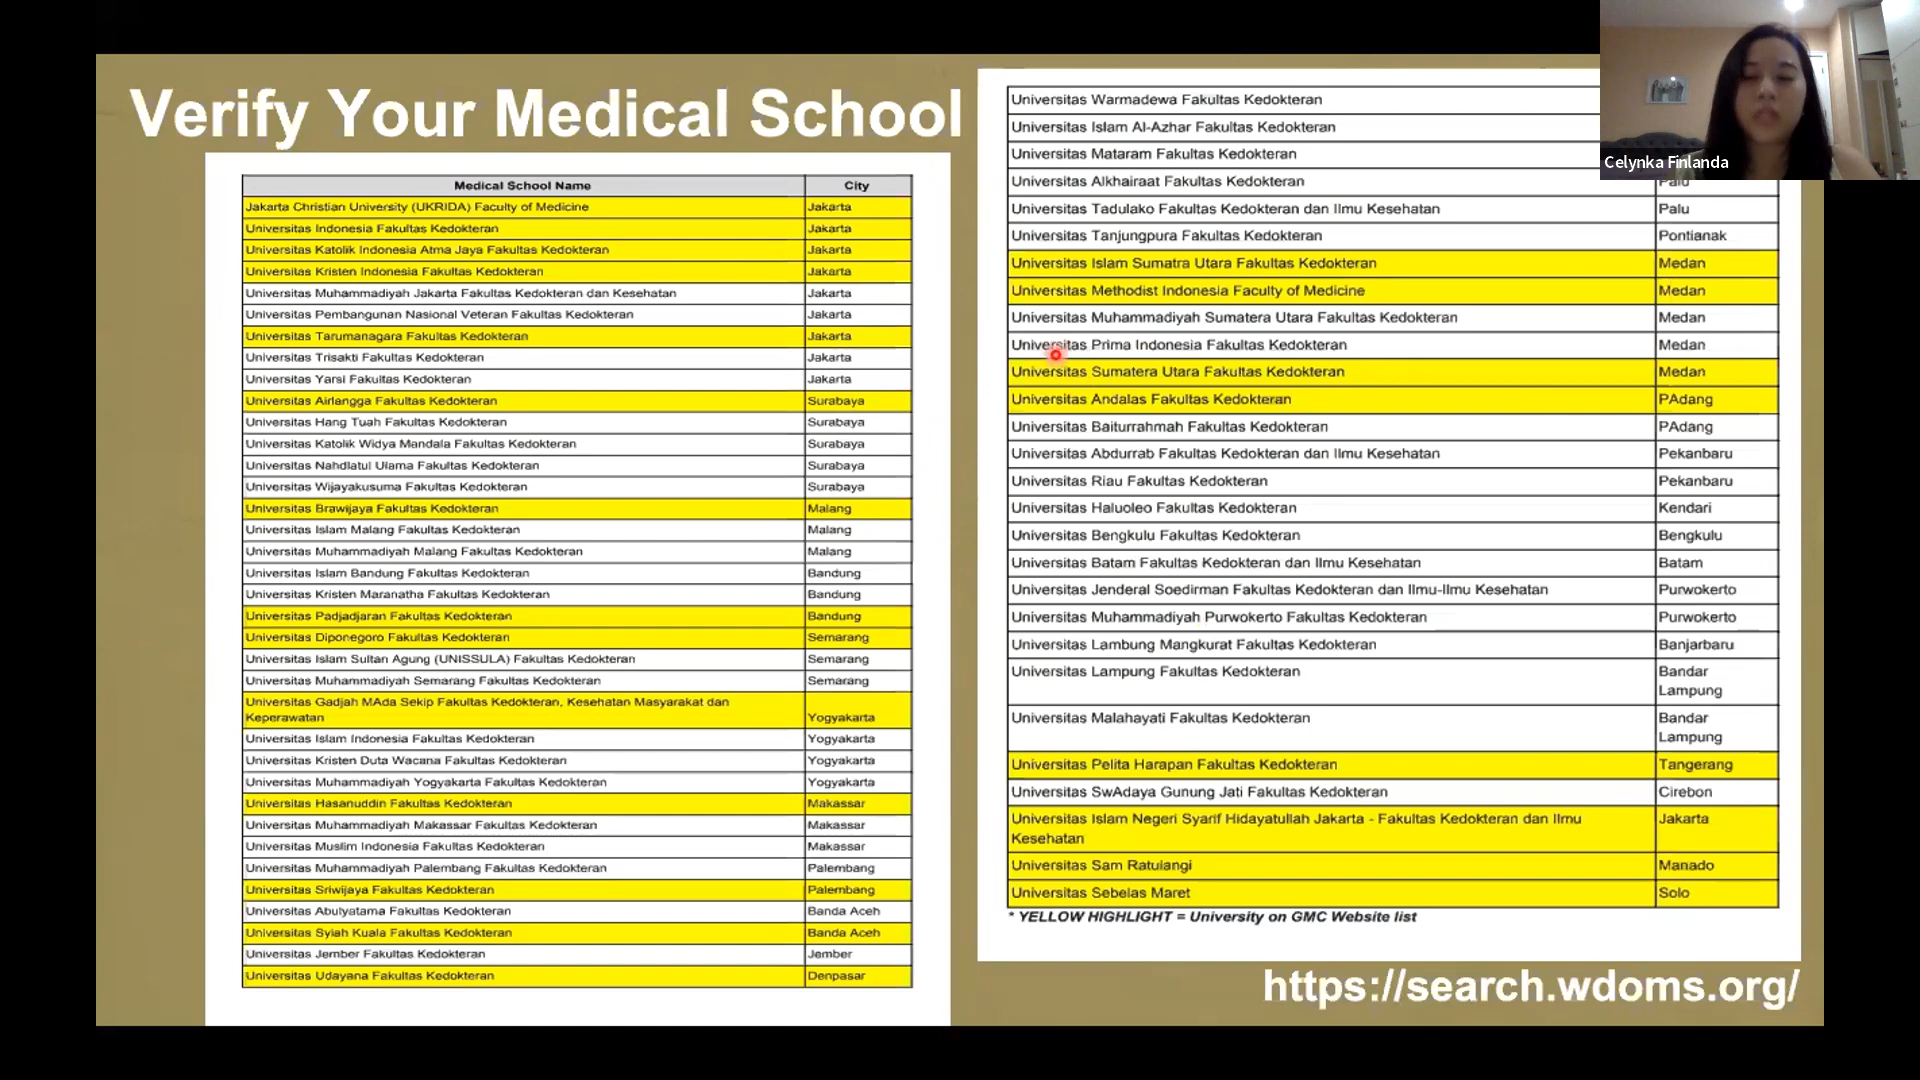 Verify Your Medical School
Medical School Name City
Jakarta Christian University (UKRIDA) Faculty of Medicine Jakarta
Universitas Indonesia Fakultas Kedokteran Jakarta
Universitas Katolik Indonesia Atma Jaya Fakultas Kedokteran Jakarta
Universitas Kristen Indonesia Fakultas Kedokteran Jakarta
Universitas Muhammadiyah Jakarta Fakultas Kedokteran dan Kesehatan Jakarta
Universitas Pembangunan Nasional Veteran Fakultas Kedokteran Jakarta
Universitas Tarumanagara Fakultas Kedokteran Jakarta
Universitas Trisakti Fakultas Kedokteran Jakarta
Universitas Yarsi Fakultas Kedokteran Jakarta
Universitas Airlangga Fakultas Kedokteran Surabaya
Universitas Hang Tuah Fakultas Kedokteran Surabaya
Universitas Katolik Widya Mandala Fakultas Kedokteran Surabaya
Universitas Nahdlatul Ulama Fakultas Kedokteran Surabaya
Universitas Wijayakusuma Fakultas Kedokteran Surabaya
Universitas Brawijaya Fakultas Kedokteran Malang
Universitas Islam Malang Fakultas Kedokteran Malang
Universitas Muhammadiyah Malang Fakultas Kedokteran Malang
Universitas Islam Bandung Fakultas Kedokteran Bandung
Universitas Kristen Maranatha Fakultas Kedokteran Bandung
Universitas Padjadjaran Fakultas Kedokteran Bandung
Universitas Diponegoro Fakultas Kedokteran Semarang
Universitas Islam Sultan Agung (UNISSULA) Fakultas Kedokteran Semarang
Universitas Muhammadiyah Semarang Fakultas Kedokteran Semarang
Universitas Gadjah MAda Sekip Fakultas Kedokteran, Kesehatan Masyarakat dan
Keperawatan Yogyakarta
Universitas Islam Indonesia Fakultas Kedokteran Yogyakarta
Universitas Kristen Duta Wacana Fakultas Kedokteran Yogyakarta
Universitas Muhammadiyah Yogyakarta Fakultas Kedokteran Yogyakarta
Universitas Hasanuddin Fakultas Kedokteran Makassar
Universitas Muhammadiyah Makassar Fakultas Kedokteran Makassar
Universitas Muslim Indonesia Fakultas Kedokteran Makassar
Universitas Muhammadiyah Palembang Fakultas Kedokteran Palembang
Universitas Sriwijaya Fakultas Kedokteran Palembang
Universitas Abulyatama Fakultas Kedokteran Banda Aceh
Universitas Syiah Kuala Fakultas Kedokteran Banda Aceh
Universitas Jember Fakultas Kedokteran Jember
Universitas Udayana Fakultas Kedokteran Denpasar
Universitas Warmadewa Fakultas Kedokteran
Universitas Islam Al-Azhar Fakultas Kedokteran
Universitas Mataram Fakultas Kedokteran
Universitas Alkhairaat Fakultas Kedokteran Palu
Universitas Tadulako Fakultas Kedokteran dan Ilmu Kesehatan Palu
Universitas Tanjungpura Fakultas Kedokteran Pontianak
Universitas Islam Sumatra Utara Fakultas Kedokteran Medan
Universitas Methodist Indonesia Faculty of Medicine Medan
Universitas Muhammadiyah Sumatera Utara Fakultas Kedokteran Medan
Universitas Prima Indonesia Fakultas Kedokteran Medan
Universitas Sumatera Utara Fakultas Kedokteran Medan
Universitas Andalas Fakultas Kedokteran PAdang
Universitas Baiturrahmah Fakultas Kedokteran PAdang
Universitas Abdurrab Fakultas Kedokteran dan Ilmu Kesehatan Pekanbaru
Universitas Riau Fakultas Kedokteran Pekanbaru
Universitas Haluoleo Fakultas Kedokteran Kendari
Universitas Bengkulu Fakultas Kedokteran Bengkulu
Universitas Batam Fakultas Kedokteran dan Ilmu Kesehatan Batam
Universitas Jenderal Soedirman Fakultas Kedokteran dan Ilmu-Ilmu Kesehatan Purwokerto
Universitas Muhammadiyah Purwokerto Fakultas Kedokteran Purwokerto
Universitas Lambung Mangkurat Fakultas Kedokteran Banjarbaru
Universitas Lampung Fakultas Kedokteran Bandar
Lampung
Universitas Malahayati Fakultas Kedokteran Bandar
Lampung
Universitas Pelita Harapan Fakultas Kedokteran Tangerang
Universitas SwAdaya Gunung Jati Fakultas Kedokteran Cirebon
Universitas Islam Negeri Syarif Hidayatullah Jakarta - Fakultas Kedokteran dan Ilmu Jakarta
Kesehatan
Universitas Sam Ratulangi Manado
Universitas Sebelas Maret Solo
* YELLOW HIGHLIGHT = University on GMC Website list
https://search.wdoms.org/
Celynka Finlanda